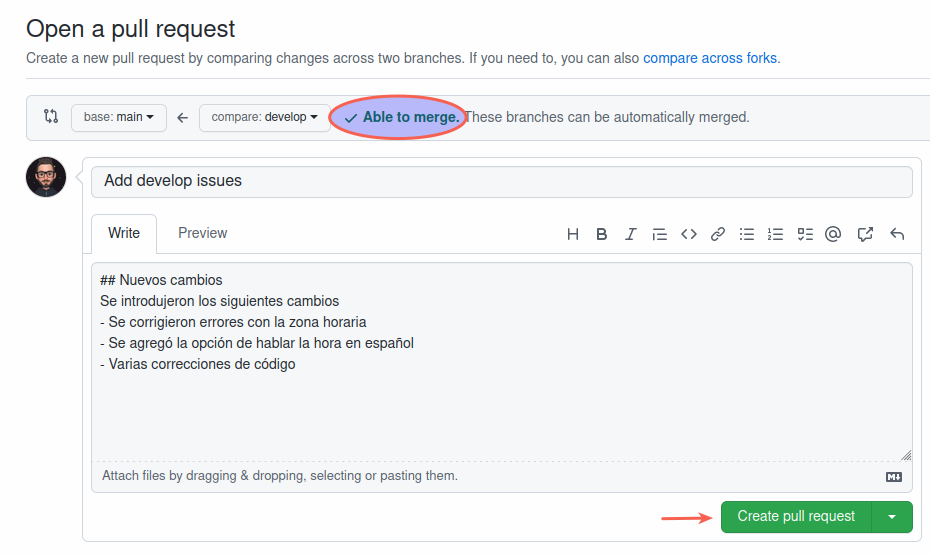 Open a pull request
Create a new pull request by comparing changes across two branches. If you need to, you can also compare across forks.
base: main compare: develop Able to merge. These branches can be automatically merged.
Add develop issues
Write Preview
## Nuevos cambios
Se introdujeron los siguientes cambios
- Se corrigieron errores con la zona horaria
- Se agregó la opción de hablar la hora en español
- Varias correcciones de código
Attach files by dragging & dropping, selecting or pasting them.
Create pull request